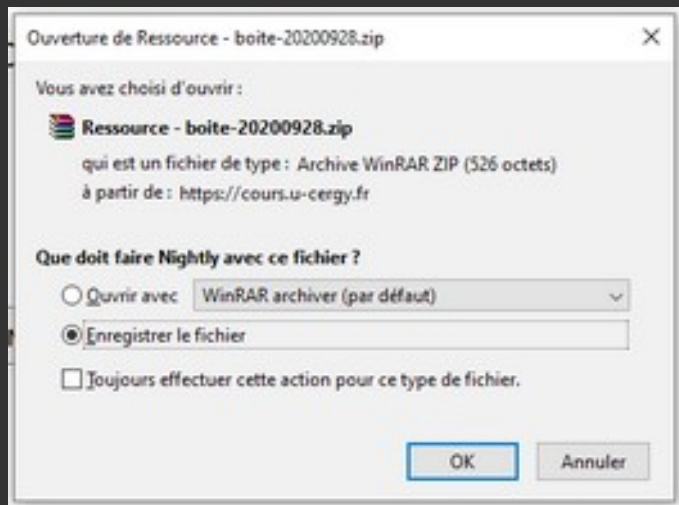 Ouverture de Ressource - boite-20200928.zip
Vous avez choisi d'ouvrir :
Ressource - boite-20200928.zip
qui est un fichier de type : Archive WinRAR ZIP (526 octets)
à partir de : https://cours.u-cergy.fr
Que doit faire Nightly avec ce fichier ?
Ouvrir avec WinRAR archiver (par défaut)
Enregistrer le fichier
Toujours effectuer cette action pour ce type de fichier.
OK Annuler